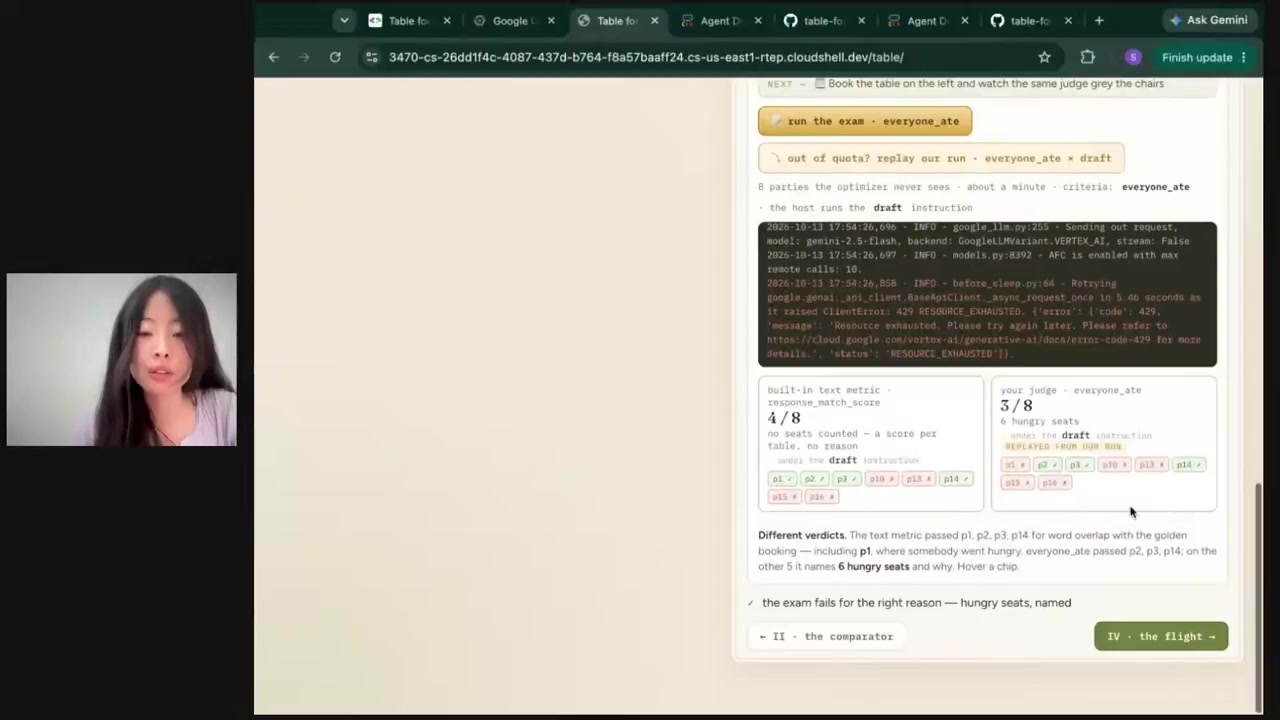 Table fo
Google
Table fo
Agent D
table-fo
Agent D
table-fo
Ask Gemini
3470-cs-26dd1f4c-4087-437d-b764-f8a57baaff24.cs-us-east1-rtep.cloudshell.dev/table/
S
Finish update
NEXT → Book the table on the left and watch the same judge grey the chairs
run the exam · everyone_ate
out of quota? replay our run · everyone_ate × draft
8 parties the optimizer never sees · about a minute · criteria: everyone_ate
· the host runs the draft instruction
2026-10-13 17:54:26,696 - INFO - google_llm.py:255 - Sending out request,
model: gemini-2.5-flash, backend: GoogleLLMVariant.VERTEX_AI, stream: False
2026-10-13 17:54:26,697 - INFO - models.py:8392 - AFC is enabled with max
remote calls: 10.
2026-10-13 17:54:26,858 - INFO - before_sleep.py:64 - Retrying
google.genai._api_client.BaseApiClient._async_request_once in 5.46 seconds as
it raised ClientError: 429 RESOURCE_EXHAUSTED. {'error': {'code': 429,
'message': 'Resource exhausted. Please try again later. Please refer to
https://cloud.google.com/vertex-ai/generative-ai/docs/error-code-429 for more
details.', 'status': 'RESOURCE_EXHAUSTED'}}.
built-in text metric ·
response_match_score
4/8
no seats counted — a score per
table, no reason
under the draft instruction
p1 ✓ p2 ✓ p3 ✓ p10 ✗ p13 ✗ p14 ✓
p15 ✗ p16 ✗
your judge · everyone_ate
3/8
6 hungry seats
under the draft instruction
REPLAYED FROM OUR RUN
p1 ✗ p2 ✓ p3 ✓ p10 ✗ p13 ✗ p14 ✓
p15 ✗ p16 ✗
Different verdicts. The text metric passed p1, p2, p3, p14 for word overlap with the golden
booking — including p1, where somebody went hungry. everyone_ate passed p2, p3, p14; on the
other 5 it names 6 hungry seats and why. Hover a chip.
✓ the exam fails for the right reason — hungry seats, named
← II · the comparator
IV · the flight →